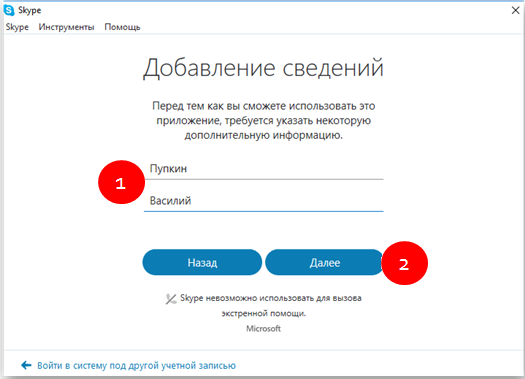 Skype
Skype Инструменты Помощь
Добавление сведений
Перед тем как вы сможете использовать это
приложение, требуется указать некоторую
дополнительную информацию.
Пупкин
1
Василий
Назад Далее 2
Skype невозможно использовать для вызова
экстренной помощи.
Microsoft
Войти в систему под другой учетной записью